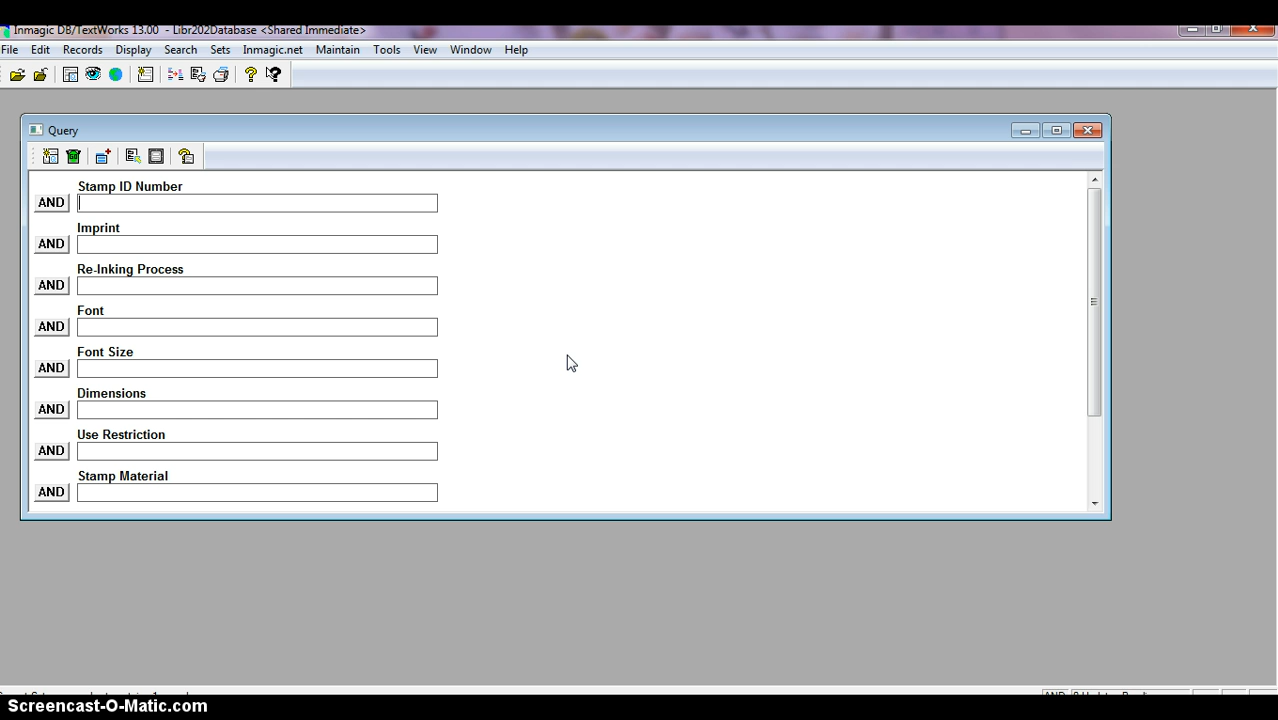 Inmagic DB/TextWorks 13.00 - Libr202Database <Shared Immediate>
File Edit Records Display Search Sets Inmagic.net Maintain Tools View Window Help
Query
Stamp ID Number
AND
Imprint
AND
Re-Inking Process
AND
Font
AND
Font Size
AND
Dimensions
AND
Use Restriction
AND
Stamp Material
AND
Screencast-O-Matic.com